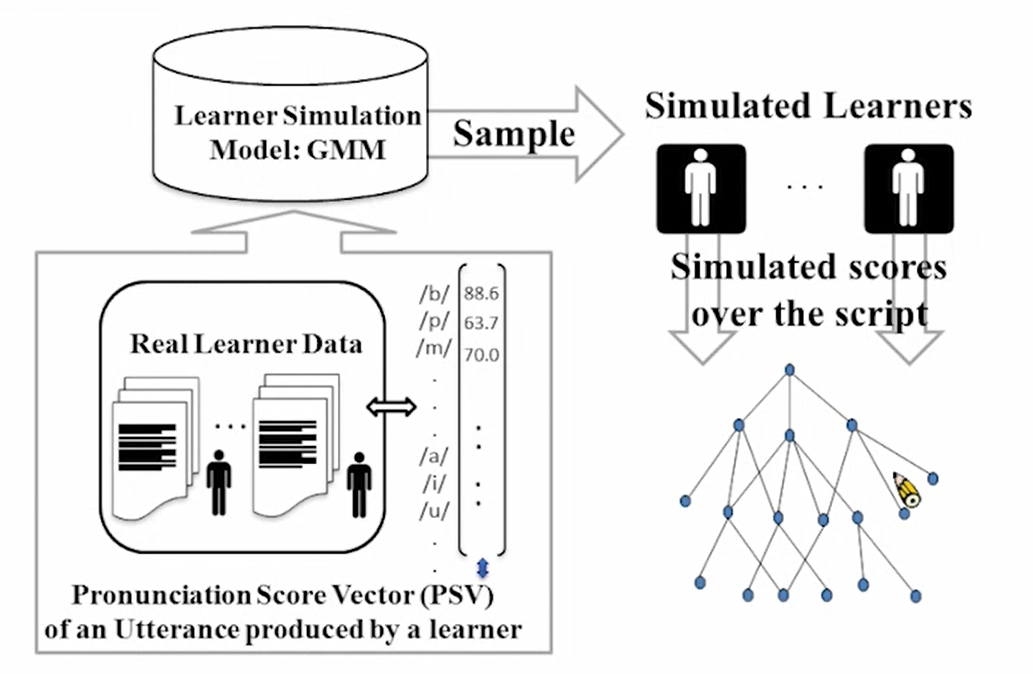 Learner Simulation
Model: GMM
Sample
Simulated Learners
. . .
Simulated scores
over the script
Real Learner Data
. . .
/b/ 88.6
/p/ 63.7
/m/ 70.0
.
.
.
/a/
/i/
/u/
.
.
Pronunciation Score Vector (PSV)
of an Utterance produced by a learner